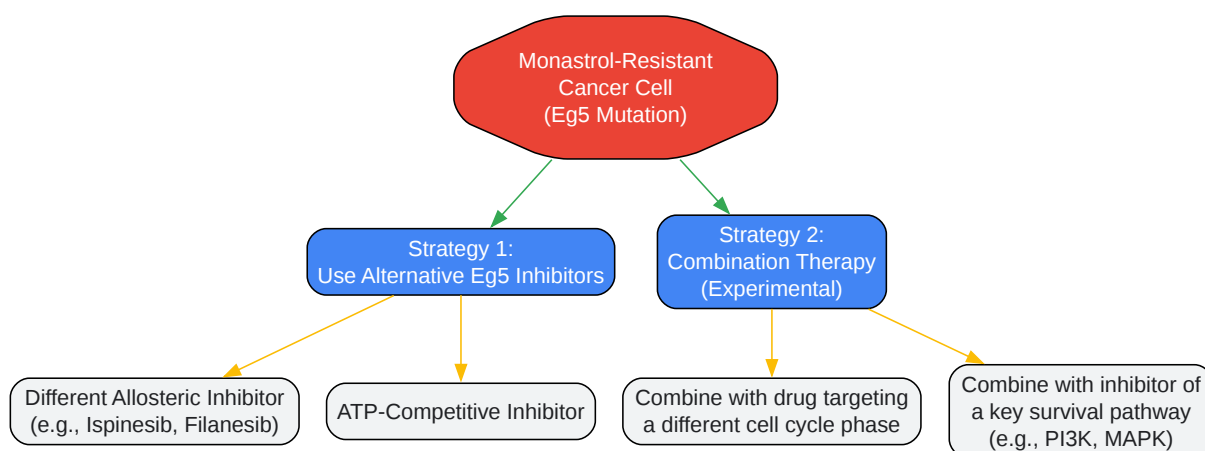 Monastrol-Resistant
Cancer Cell
(Eg5 Mutation)
Strategy 1:
Use Alternative Eg5 Inhibitors
Strategy 2:
Combination Therapy
(Experimental)
Different Allosteric Inhibitor
(e.g., Ispinesib, Filanesib)
ATP-Competitive Inhibitor
Combine with drug targeting
a different cell cycle phase
Combine with inhibitor of
a key survival pathway
(e.g., PI3K, MAPK)